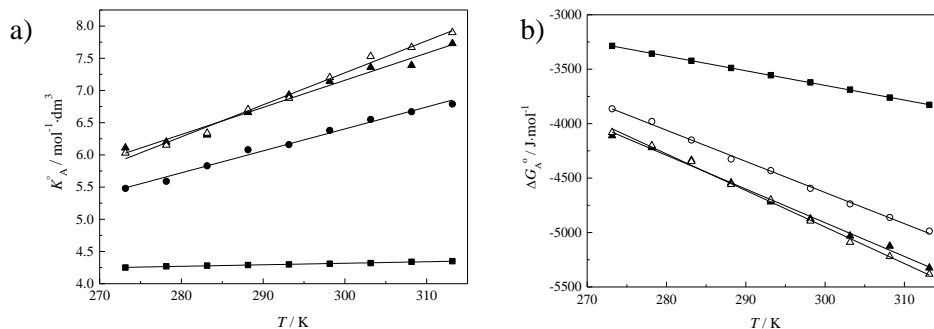 a)
8.0
7.5
7.0
6.5
6.0
5.5
5.0
4.5
4.0
K°A / mol⁻¹·dm³
270 280 290 300 310
T / K
b)
-3000
-3500
-4000
-4500
-5000
-5500
ΔGA° / J·mol⁻¹
270 280 290 300 310
T / K